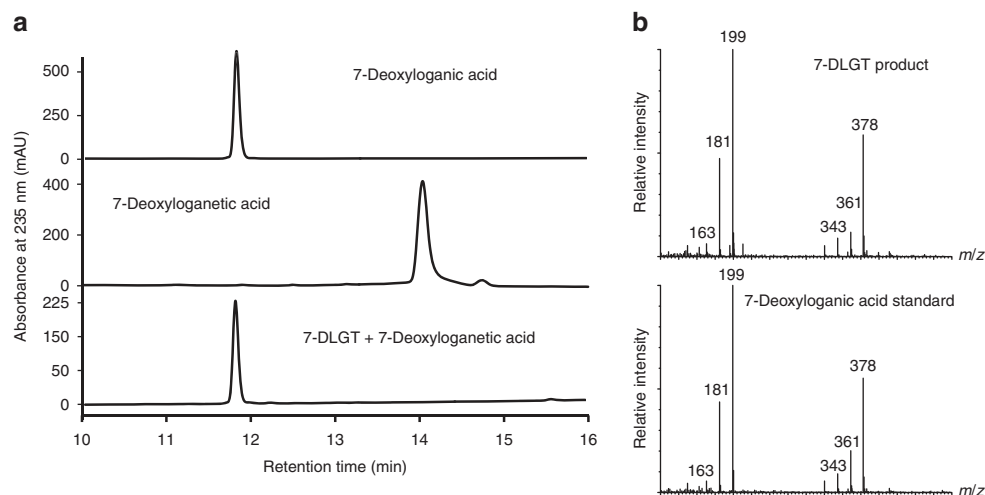 a
Absorbance at 235 nm (mAU)
500
250
0
7-Deoxyloganic acid
400
200
0
7-Deoxyloganetic acid
225
150
50
0
7-DLGT + 7-Deoxyloganetic acid
10 11 12 13 14 15 16
Retention time (min)
b
Relative intensity
199
7-DLGT product
378
181
361
343
163
m/z
Relative intensity
199
7-Deoxyloganic acid standard
378
181
361
343
163
m/z